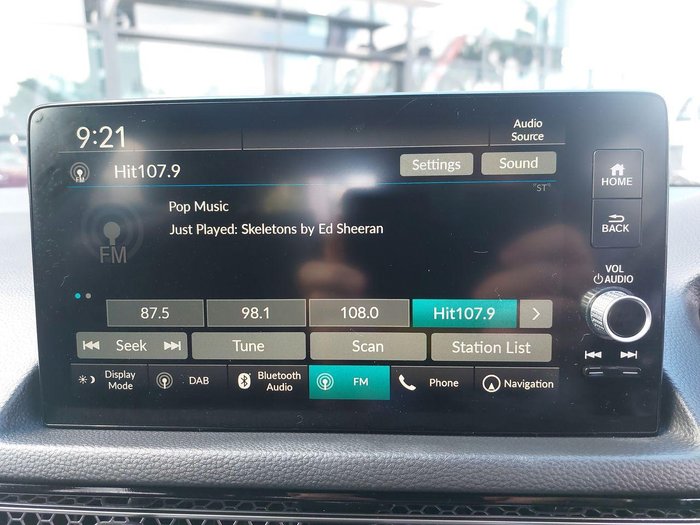 9:21
Audio
Source
FM
Hit107.9
Settings
Sound
"ST"
Pop Music
Just Played: Skeletons by Ed Sheeran
FM
87.5
98.1
108.0
Hit107.9
Seek
Tune
Scan
Station List
Display
Mode
DAB
Bluetooth
Audio
FM
Phone
Navigation
HOME
BACK
VOL
AUDIO